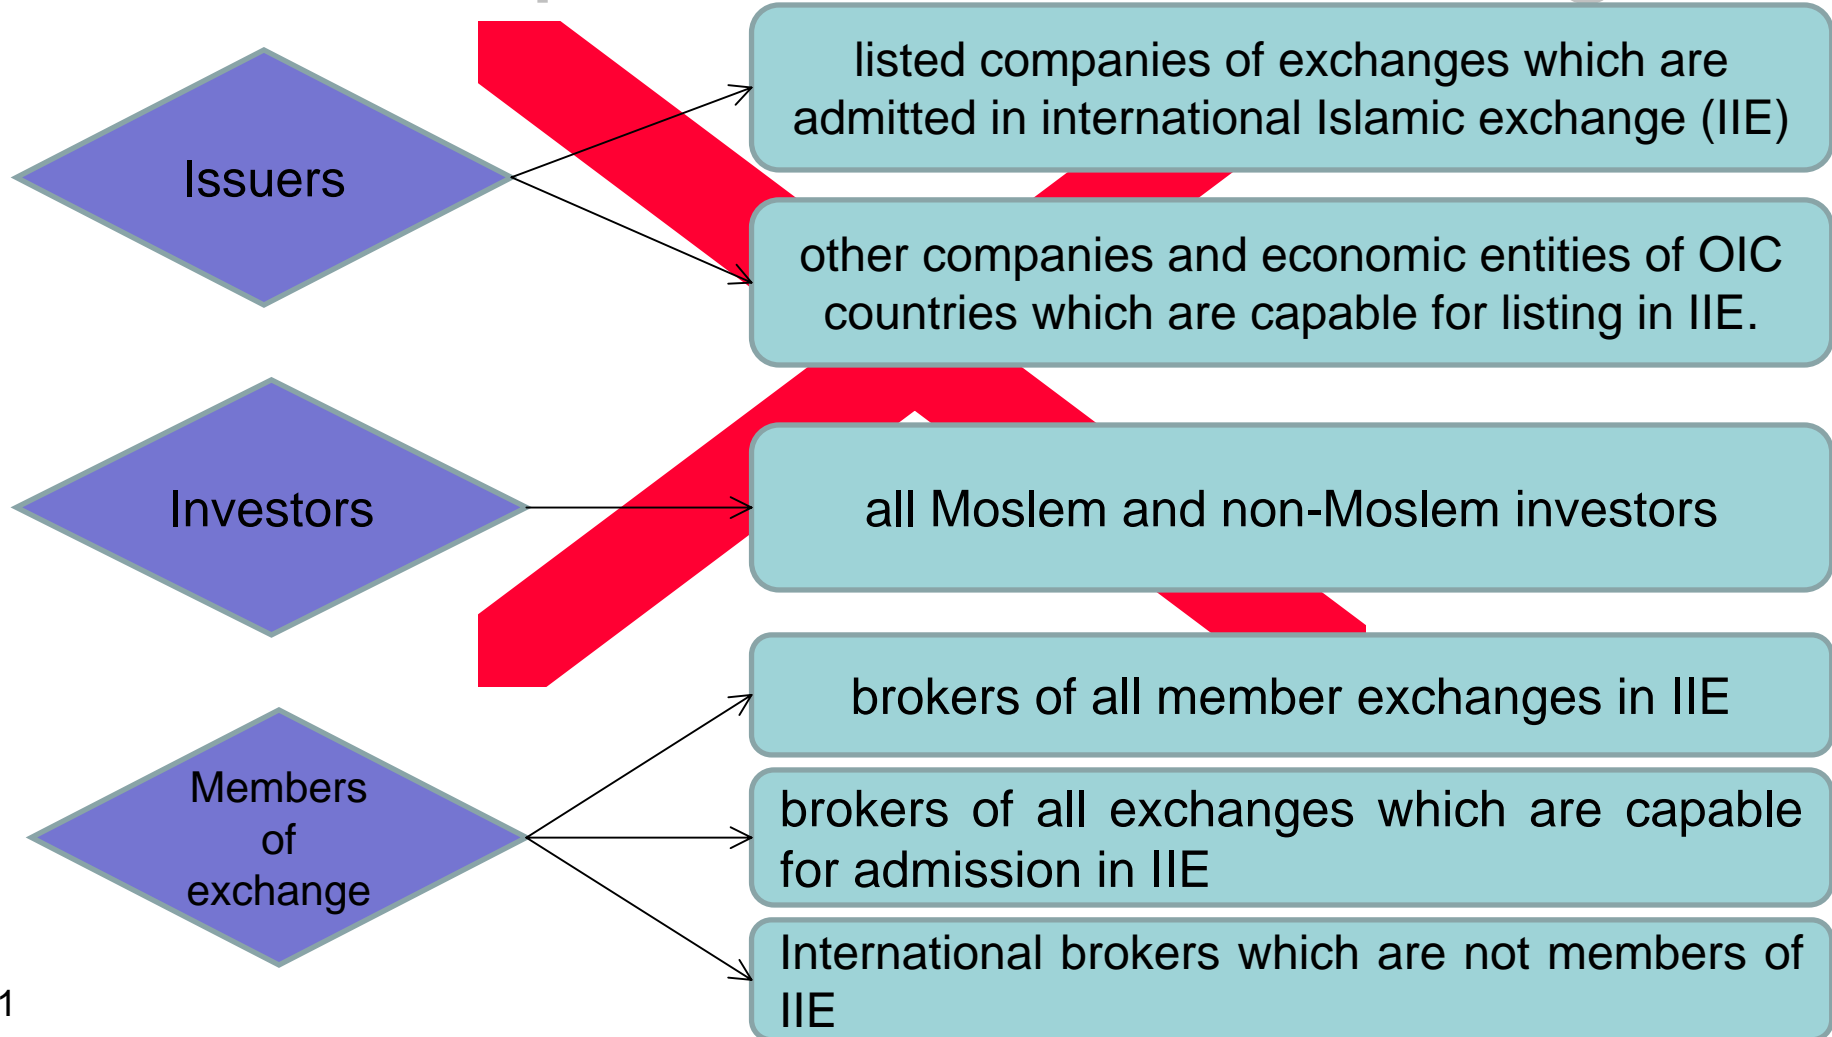 Issuers
listed companies of exchanges which are
admitted in international Islamic exchange (IIE)
other companies and economic entities of OIC
countries which are capable for listing in IIE.
Investors
all Moslem and non-Moslem investors
Members
of
exchange
brokers of all member exchanges in IIE
brokers of all exchanges which are capable
for admission in IIE
International brokers which are not members of
IIE
1